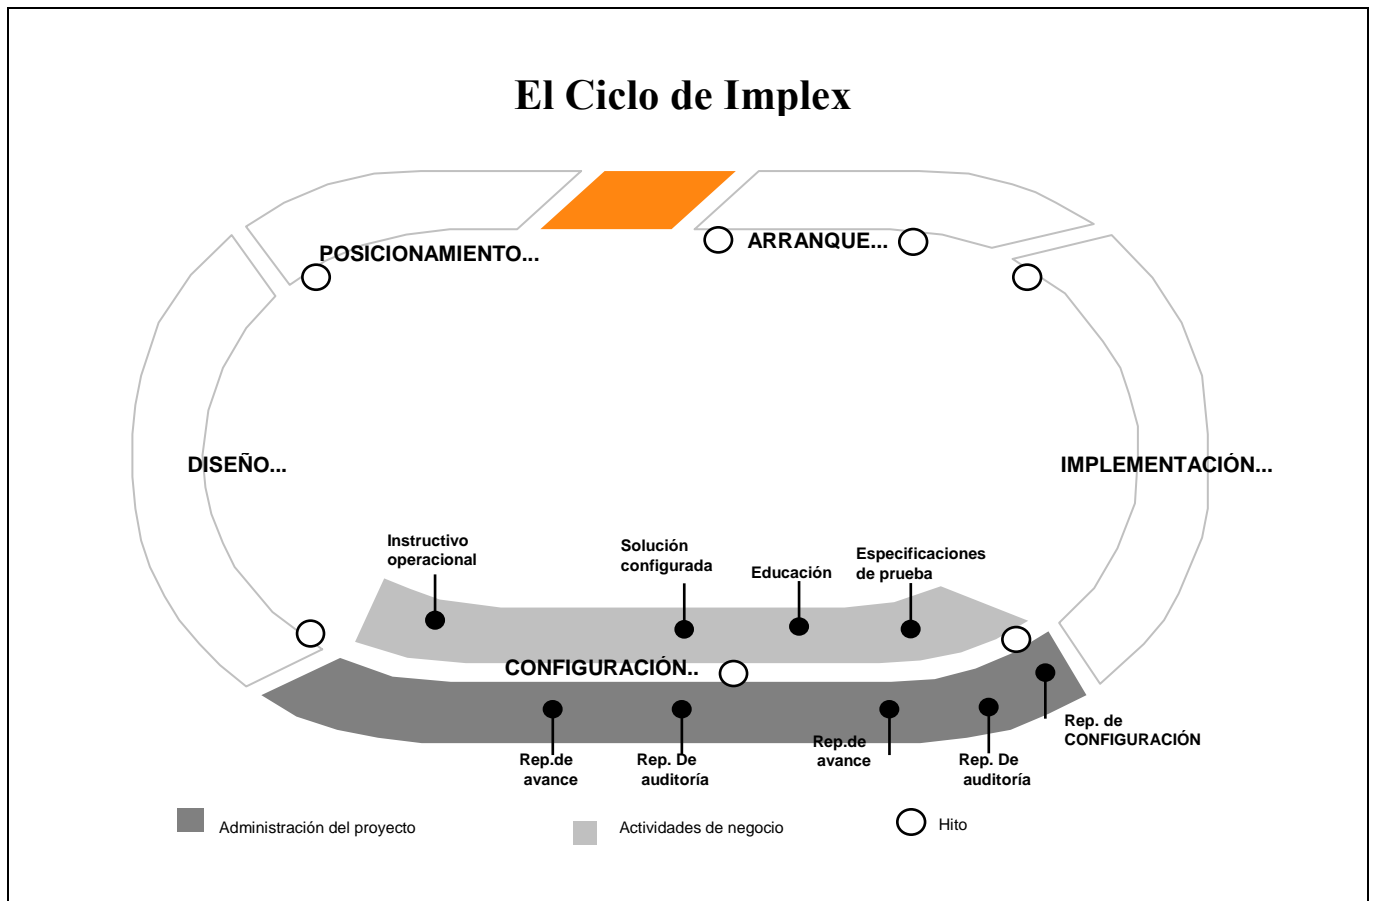 El Ciclo de Implex
POSICIONAMIENTO...
ARRANQUE...
DISEÑO...
IMPLEMENTACIÓN...
Instructivo
operacional
Solución
configurada
Educación
Especificaciones
de prueba
CONFIGURACIÓN..
Rep.de
avance
Rep. De
auditoría
Rep.de
avance
Rep. De
auditoría
Rep. de
CONFIGURACIÓN
Administración del proyecto
Actividades de negocio
Hito